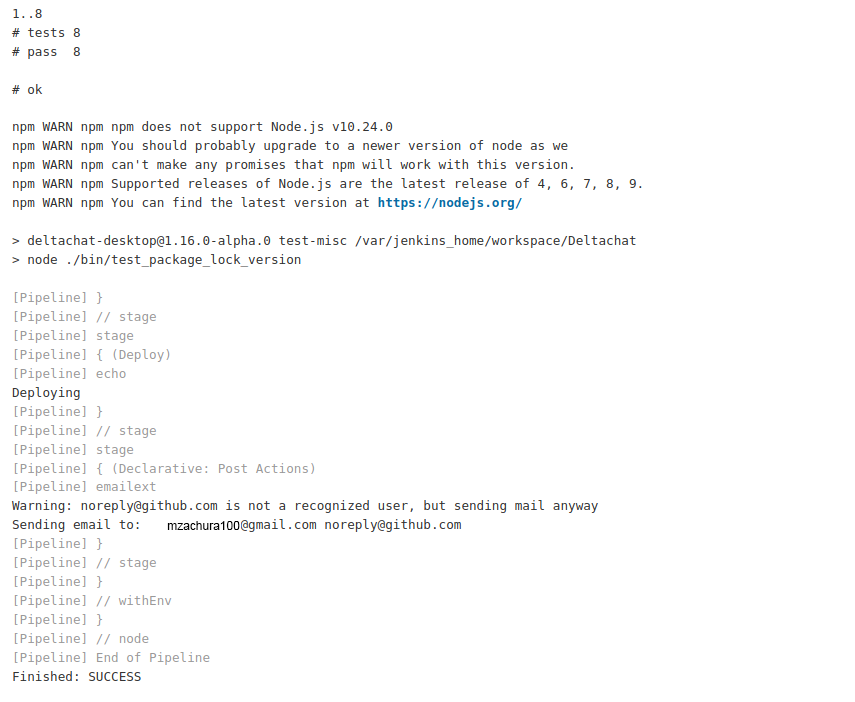 1..8
# tests 8
# pass  8
# ok
npm WARN npm npm does not support Node.js v10.24.0
npm WARN npm You should probably upgrade to a newer version of node as we
npm WARN npm can't make any promises that npm will work with this version.
npm WARN npm Supported releases of Node.js are the latest release of 4, 6, 7, 8, 9.
npm WARN npm You can find the latest version at https://nodejs.org/
> deltachat-desktop@1.16.0-alpha.0 test-misc /var/jenkins_home/workspace/Deltachat
> node ./bin/test_package_lock_version
[Pipeline] }
[Pipeline] // stage
[Pipeline] stage
[Pipeline] { (Deploy)
[Pipeline] echo
Deploying
[Pipeline] }
[Pipeline] // stage
[Pipeline] stage
[Pipeline] { (Declarative: Post Actions)
[Pipeline] emailext
Warning: noreply@github.com is not a recognized user, but sending mail anyway
Sending email to: mzachura100@gmail.com noreply@github.com
[Pipeline] }
[Pipeline] // stage
[Pipeline] }
[Pipeline] // withEnv
[Pipeline] }
[Pipeline] // node
[Pipeline] End of Pipeline
Finished: SUCCESS